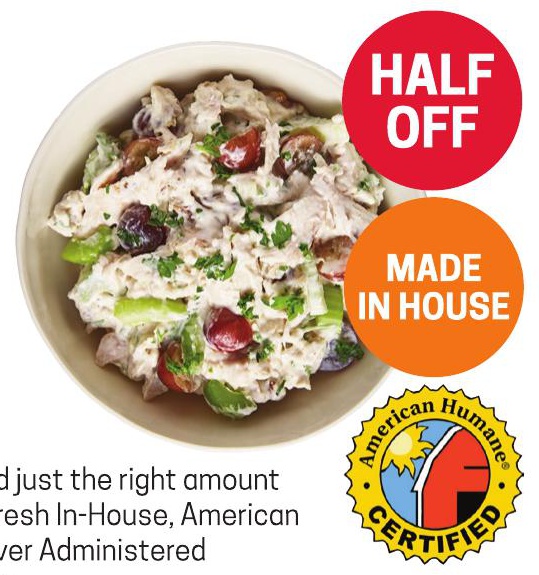 HALF
OFF
MADE
IN HOUSE
American Humane®
CERTIFIED
d just the right amount
resh In-House, American
ver Administered